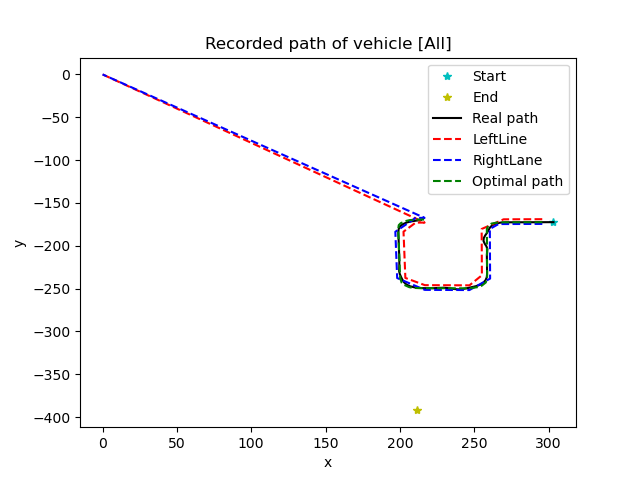 Recorded path of vehicle [All]
Start
End
Real path
LeftLine
RightLane
Optimal path
0
−50
−100
−150
−200
−250
−300
−350
−400
y
0 50 100 150 200 250 300
x